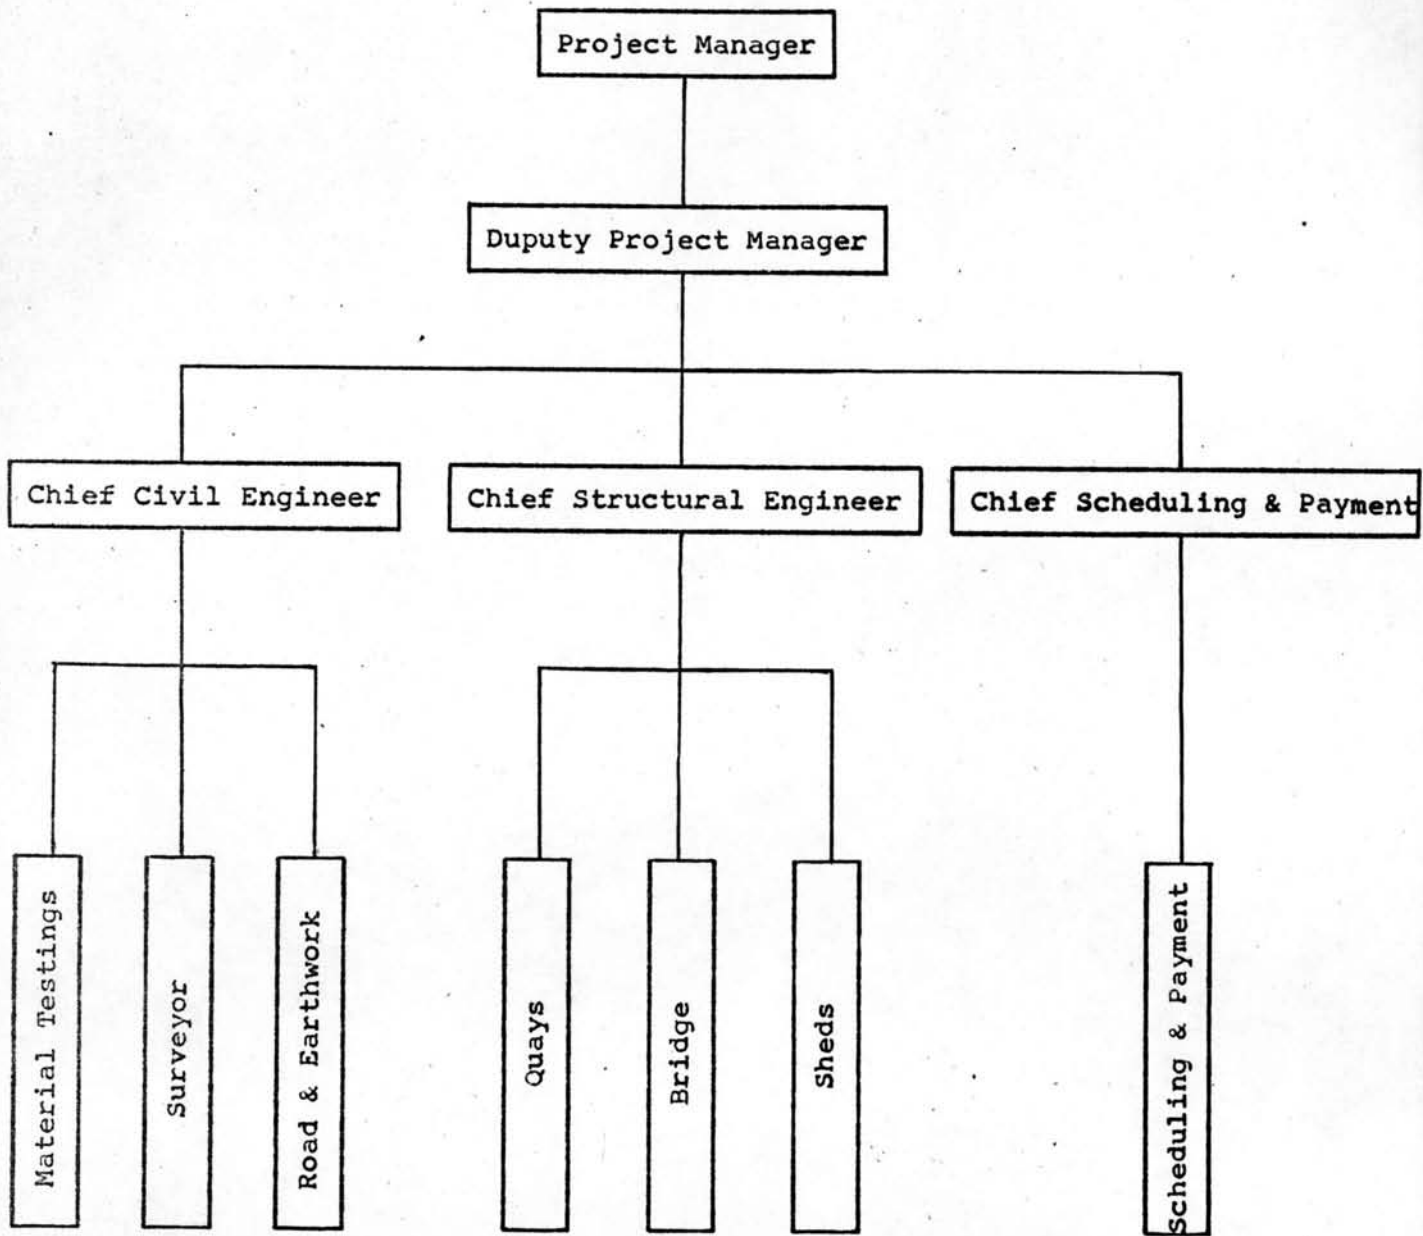 Project Manager
Duputy Project Manager
Chief Civil Engineer
Chief Structural Engineer
Chief Scheduling & Payment
Material Testings
Surveyor
Road & Earthwork
Quays
Bridge
Sheds
Scheduling & Payment